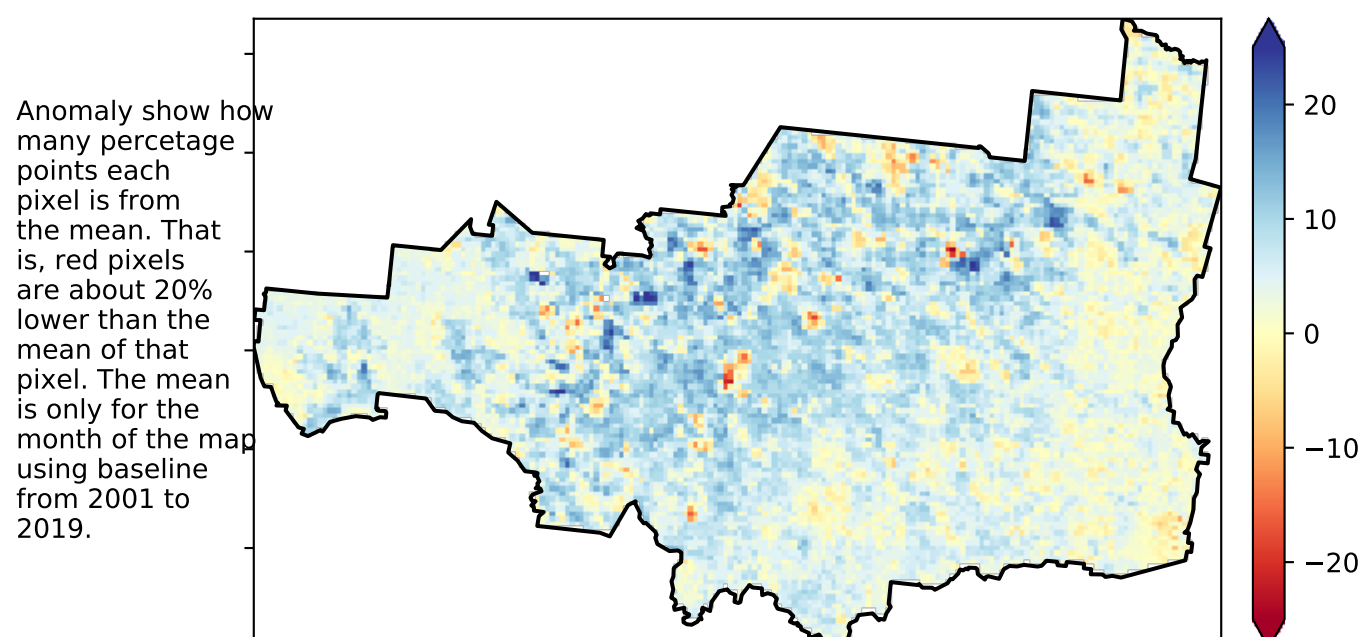 Anomaly show how
many percetage
points each
pixel is from
the mean. That
is, red pixels
are about 20%
lower than the
mean of that
pixel. The mean
is only for the
month of the map
using baseline
from 2001 to
2019.
20
10
0
−10
−20